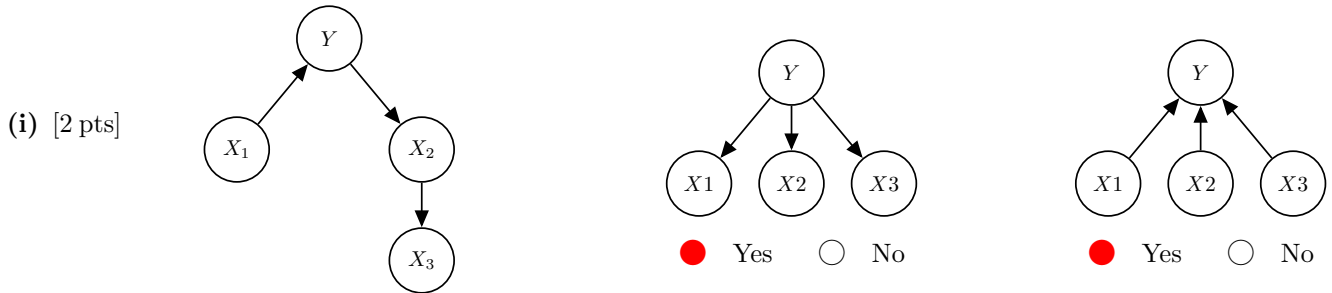 (i) [2 pts]
Y
X₁
X₂
X₃
Y
X1 X2 X3
Yes No
Y
X1 X2 X3
Yes No